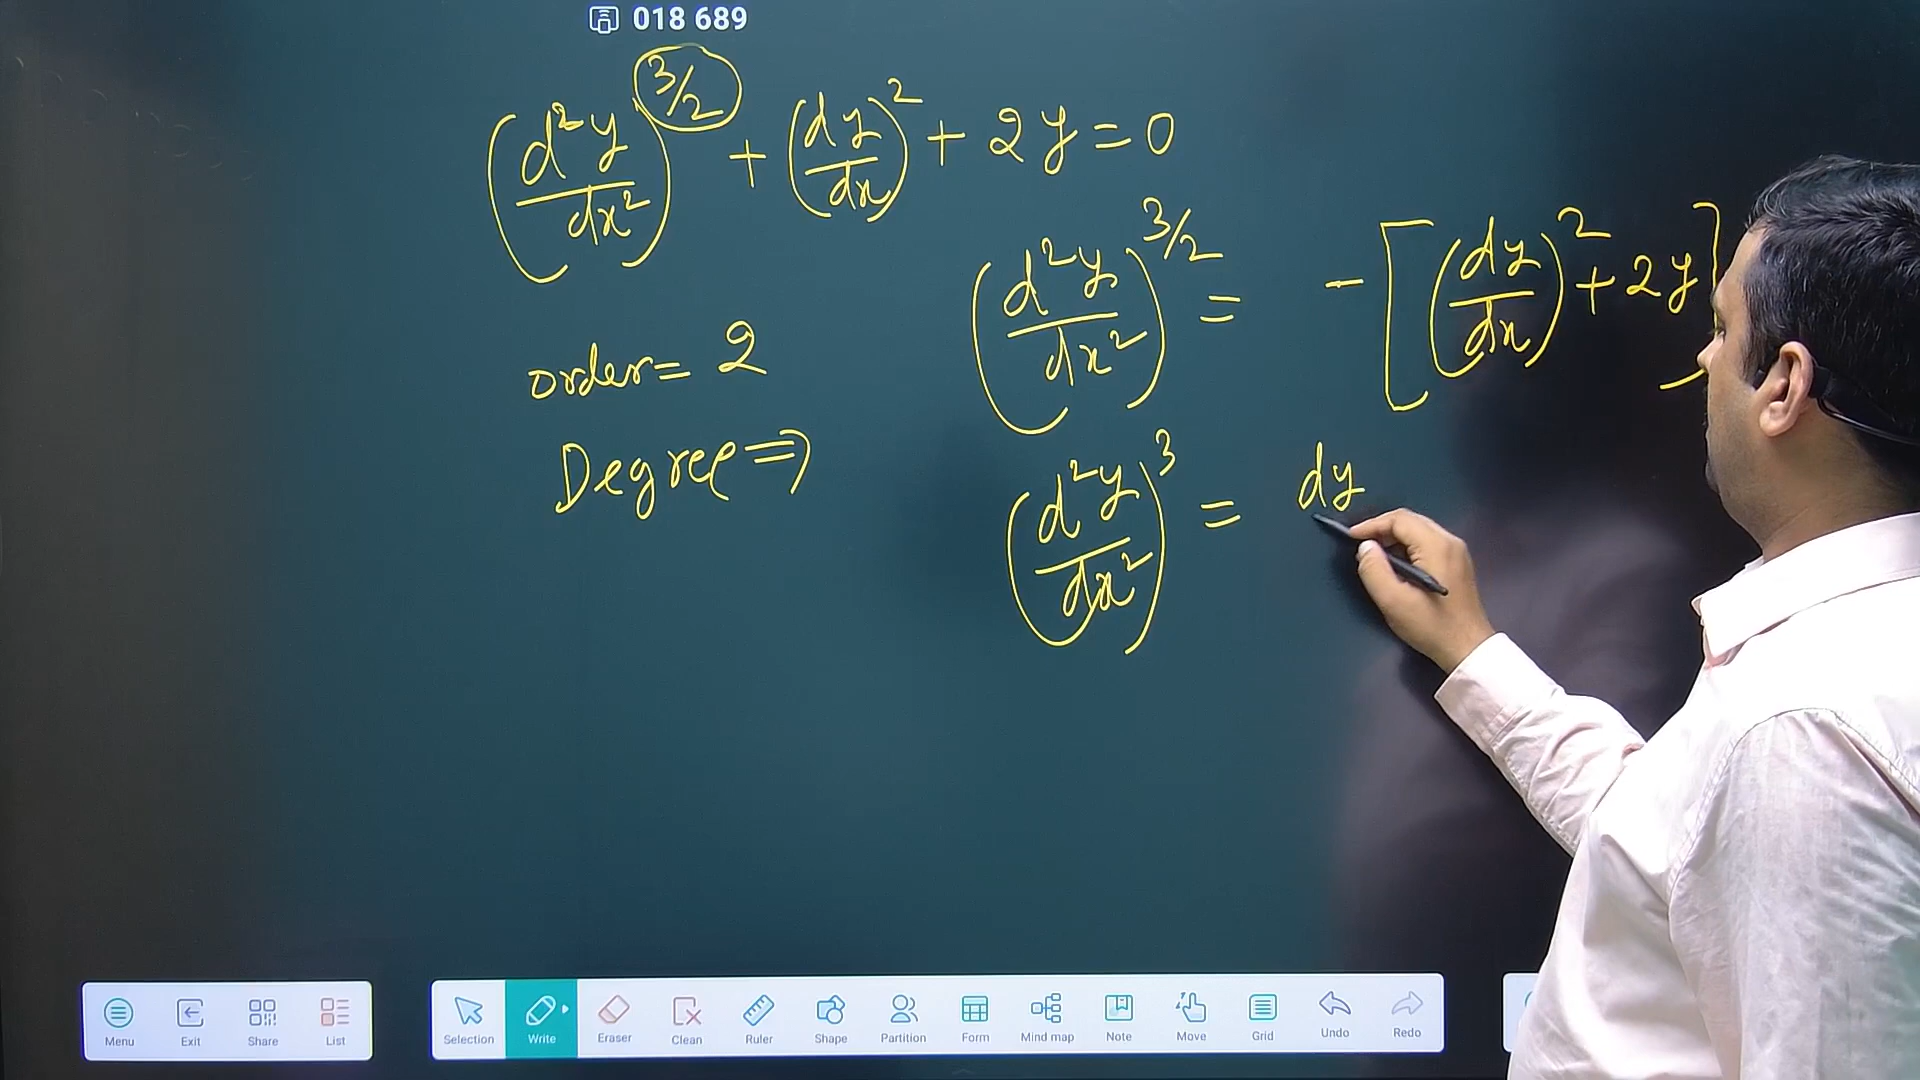 018 689
(d²y/dx²)^3/2 + (dy/dx)² + 2y = 0
(d²y/dx²)^3/2 = - [(dy/dx)² + 2y]
order = 2
Degree ⇒
(d²y/dx²)³ = dy
Menu Exit Share List
Selection Write Eraser Clean Ruler Shape Partition Form Mind map Note Move Grid Undo Redo